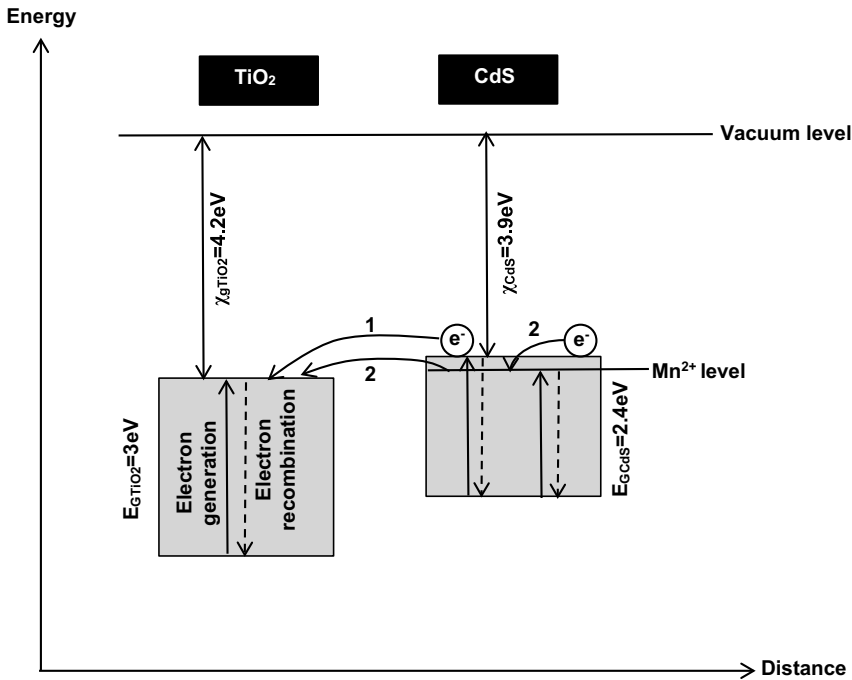 Energy
TiO₂
CdS
Vacuum level
χgTiO2=4.2eV
χCdS=3.9eV
1
e-
2
e-
2
Mn²⁺ level
EGTiO2=3eV
Electron
generation
Electron
recombination
EGCdS=2.4eV
Distance